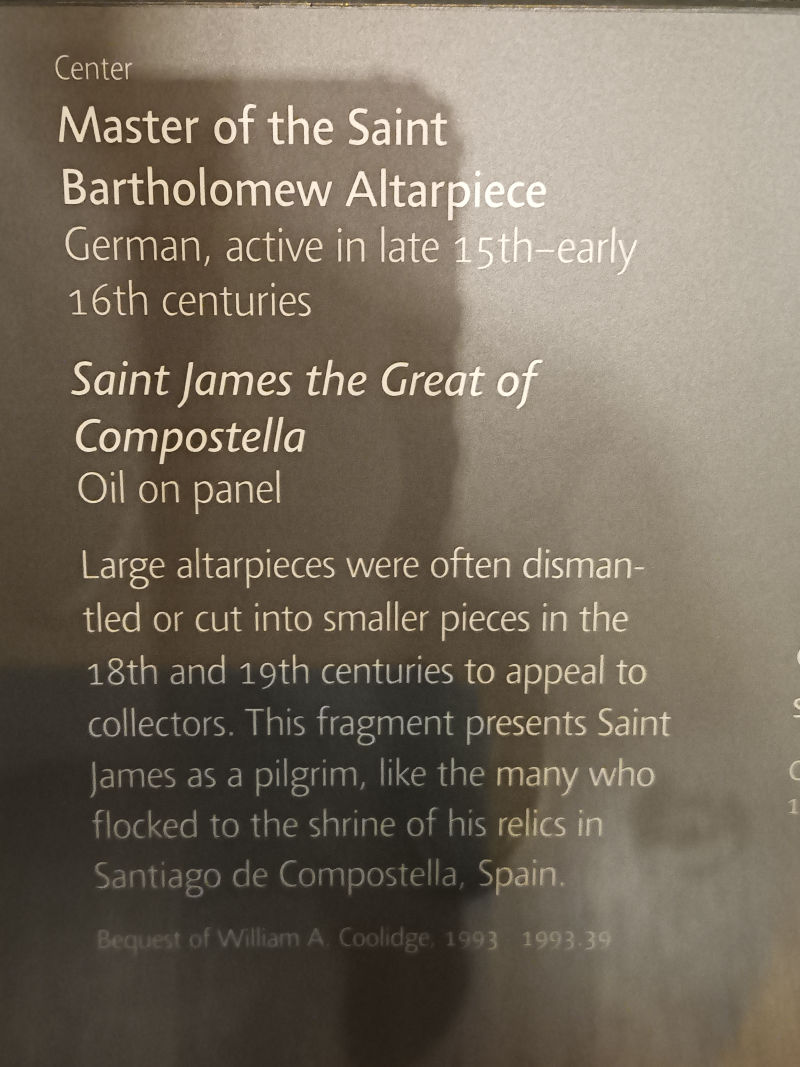 Center
Master of the Saint
Bartholomew Altarpiece
German, active in late 15th–early
16th centuries
Saint James the Great of
Compostella
Oil on panel
Large altarpieces were often disman-
tled or cut into smaller pieces in the
18th and 19th centuries to appeal to
collectors. This fragment presents Saint
James as a pilgrim, like the many who
flocked to the shrine of his relics in
Santiago de Compostella, Spain.
Bequest of William A. Coolidge, 1993 1993.39